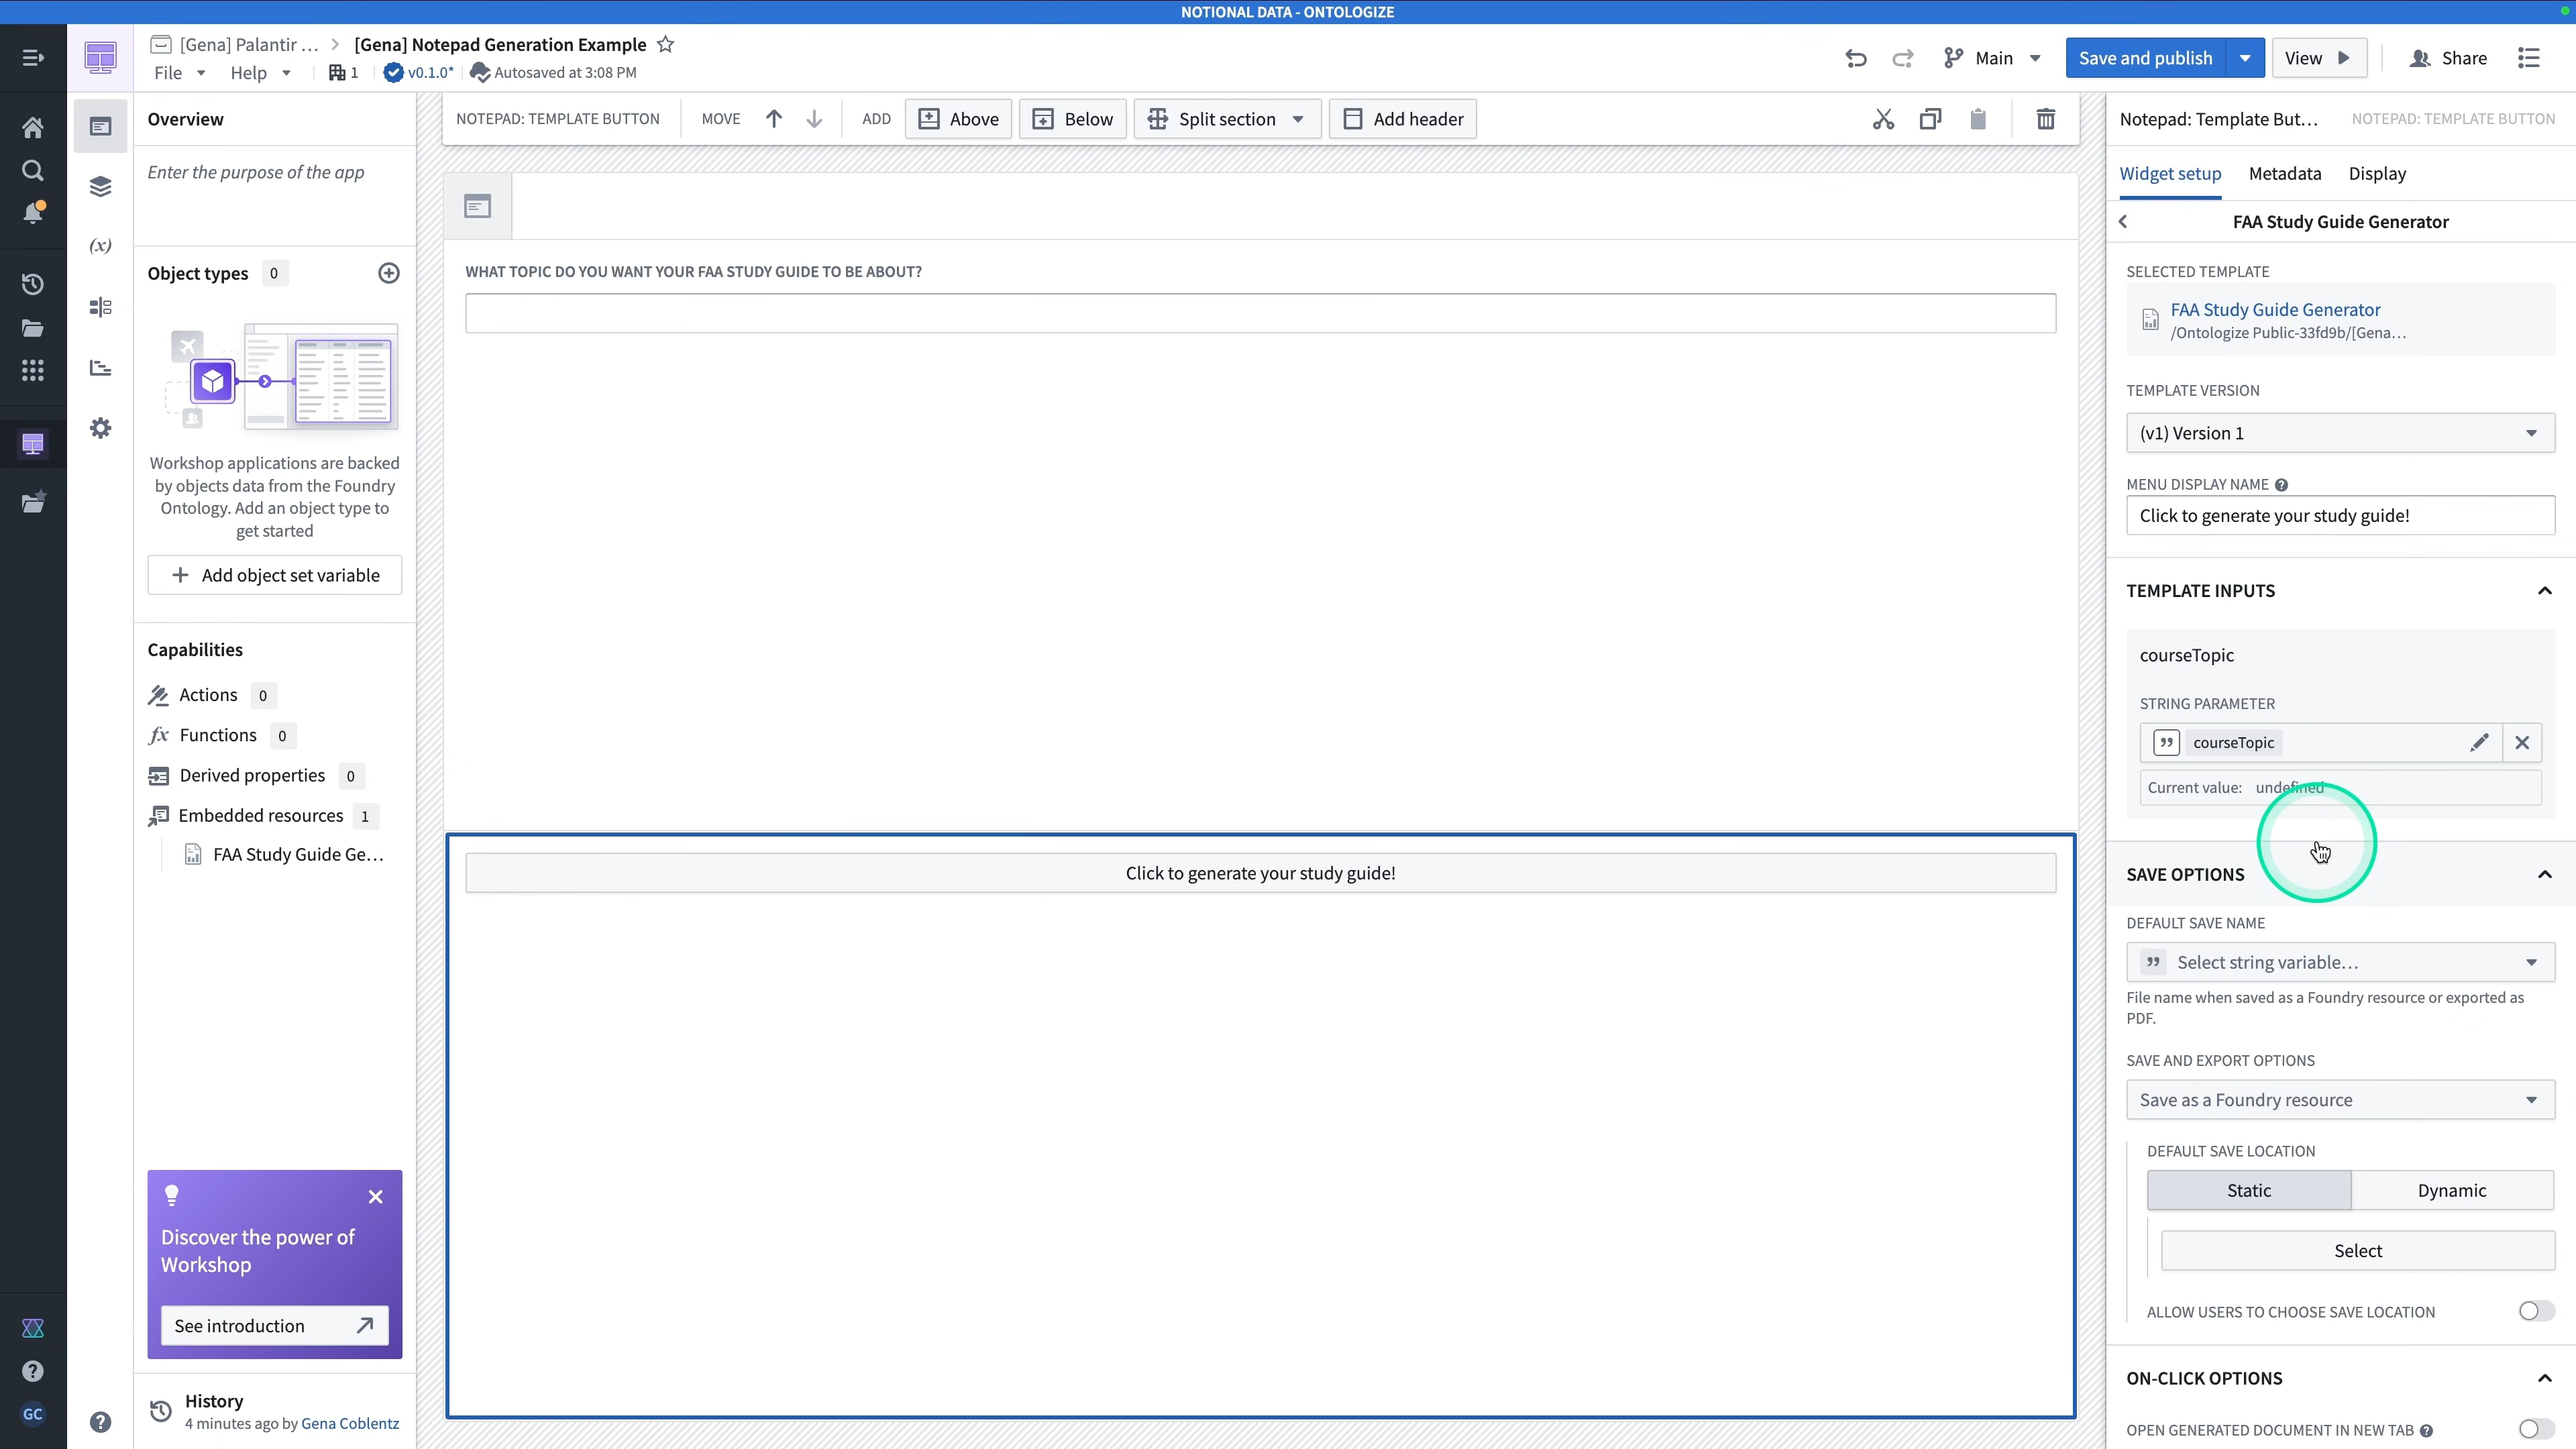 NOTIONAL DATA - ONTOLOGIZE
[Gena] Palantir ... > [Gena] Notepad Generation Example
File Help 1 v0.1.0* Autosaved at 3:08 PM
Main Save and publish View Share
Overview
Enter the purpose of the app
Object types 0
Workshop applications are backed
by objects data from the Foundry
Ontology. Add an object type to
get started
Add object set variable
Capabilities
Actions 0
fx Functions 0
Derived properties 0
Embedded resources 1
FAA Study Guide Ge...
Discover the power of
Workshop
See introduction
History
4 minutes ago by Gena Coblentz
(x)
GC
NOTEPAD: TEMPLATE BUTTON MOVE ADD Above Below Split section Add header
WHAT TOPIC DO YOU WANT YOUR FAA STUDY GUIDE TO BE ABOUT?
Click to generate your study guide!
Notepad: Template But... NOTEPAD: TEMPLATE BUTTON
Widget setup Metadata Display
FAA Study Guide Generator
SELECTED TEMPLATE
FAA Study Guide Generator
/Ontologize Public-33fd9b/[Gena...
TEMPLATE VERSION
(v1) Version 1
MENU DISPLAY NAME
Click to generate your study guide!
TEMPLATE INPUTS
courseTopic
STRING PARAMETER
courseTopic
Current value: undefined
SAVE OPTIONS
DEFAULT SAVE NAME
Select string variable...
File name when saved as a Foundry resource or exported as
PDF.
SAVE AND EXPORT OPTIONS
Save as a Foundry resource
DEFAULT SAVE LOCATION
Static Dynamic
Select
ALLOW USERS TO CHOOSE SAVE LOCATION
ON-CLICK OPTIONS
OPEN GENERATED DOCUMENT IN NEW TAB